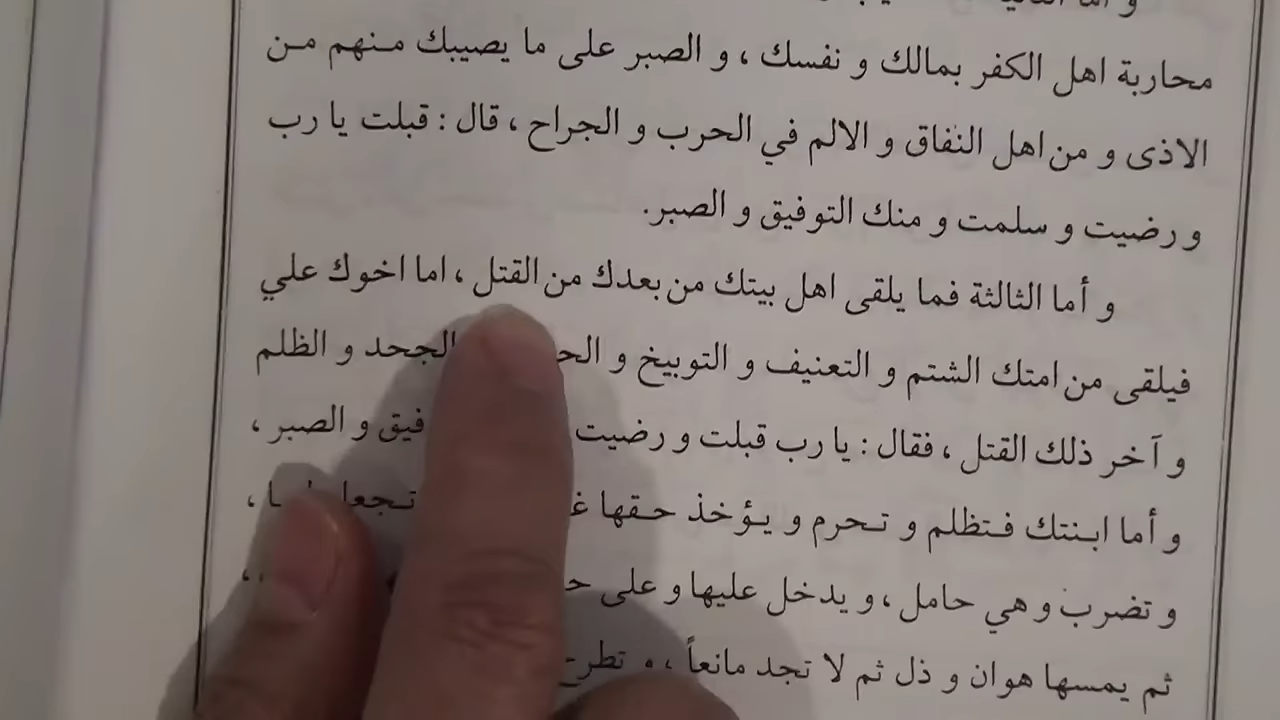 و أما الثانية
محاربة اهل الكفر بمالك و نفسك ، و الصبر على ما يصيبك منهم من
الاذى و من اهل النفاق و الالم في الحرب و الجراح ، قال : قبلت يا رب
و رضيت و سلمت و منك التوفيق و الصبر.
و أما الثالثة فما يلقى اهل بيتك من بعدك من القتل ، اما اخوك علي
فيلقى من امتك الشتم و التعنيف و التوبيخ و الجحد و الظلم
و آخر ذلك القتل ، فقال : يا رب قبلت و رضيت و الصبر ،
و أما ابنتك فتظلم و تحرم و يؤخذ حقها ،
و تضرب و هي حامل ، و يدخل عليها و على
ثم يمسها هوان و ذل ثم لا تجد مانعاً ، و تطرح